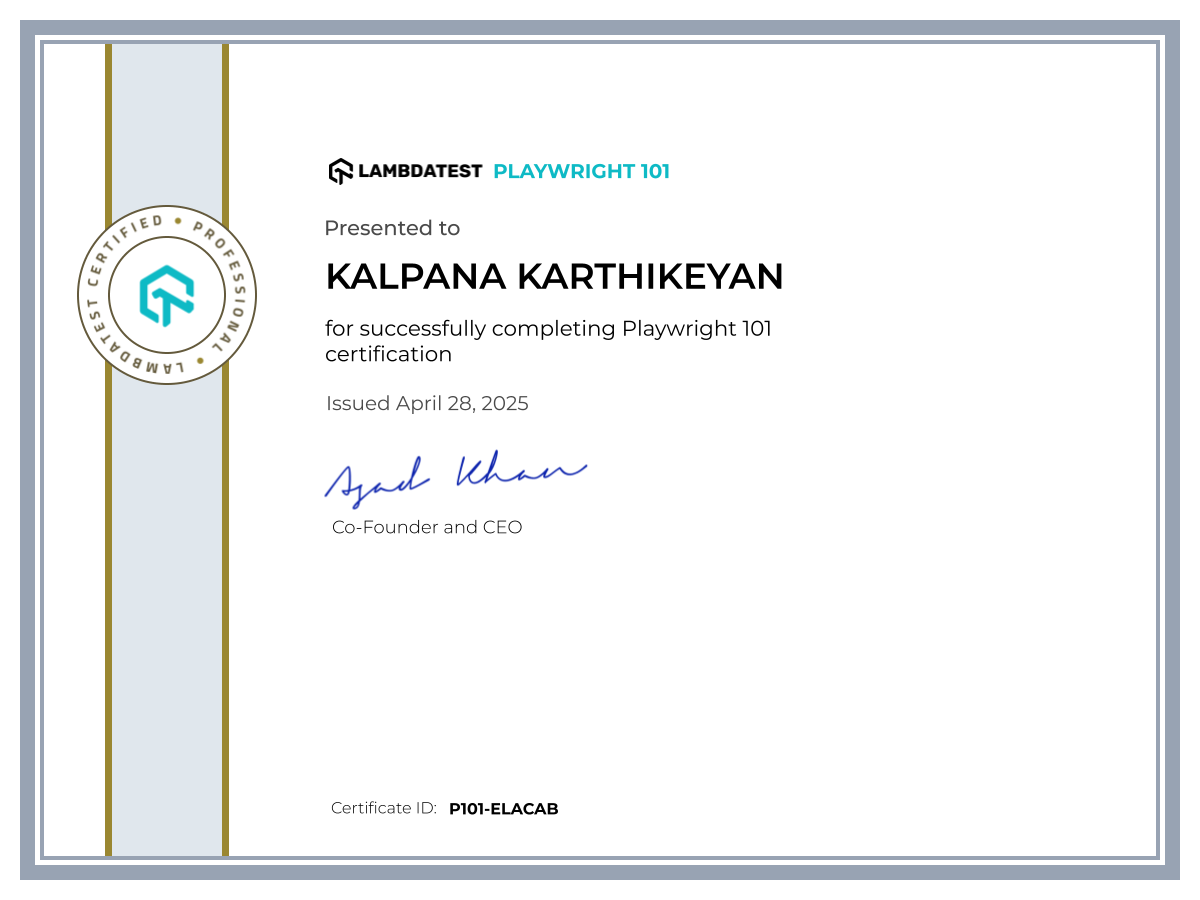 LAMBDATEST PLAYWRIGHT 101
Presented to
KALPANA KARTHIKEYAN
for successfully completing Playwright 101
certification
Issued April 28, 2025
Ayad Khan
Co-Founder and CEO
LAMBDATEST CERTIFIED • PROFESSIONAL •
Certificate ID: P101-ELACAB